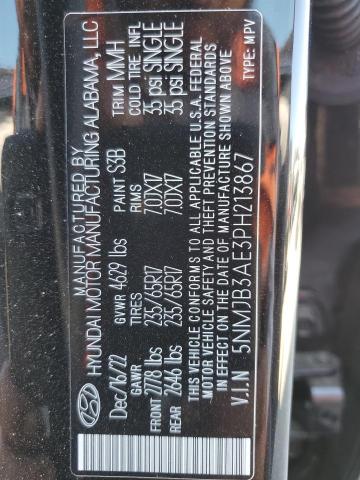 MANUFACTURED BY
HYUNDAI MOTOR MANUFACTURING ALABAMA, LLC
Dec/16/22 GVWR 4629 lbs PAINT S3B TRIM MMH
GAWR TIRES RIMS COLD TIRE INFL
FRONT 2778 lbs 235/65R17 7.0JX17 35 psi SINGLE
REAR 2646 lbs 235/65R17 7.0JX17 35 psi SINGLE
THIS VEHICLE CONFORMS TO ALL APPLICABLE U.S.A. FEDERAL
MOTOR VEHICLE SAFETY AND THEFT PREVENTION STANDARDS
IN EFFECT ON THE DATE OF MANUFACTURE SHOWN ABOVE.
V.I.N 5NMJB3AE3PH213867 TYPE: MPV